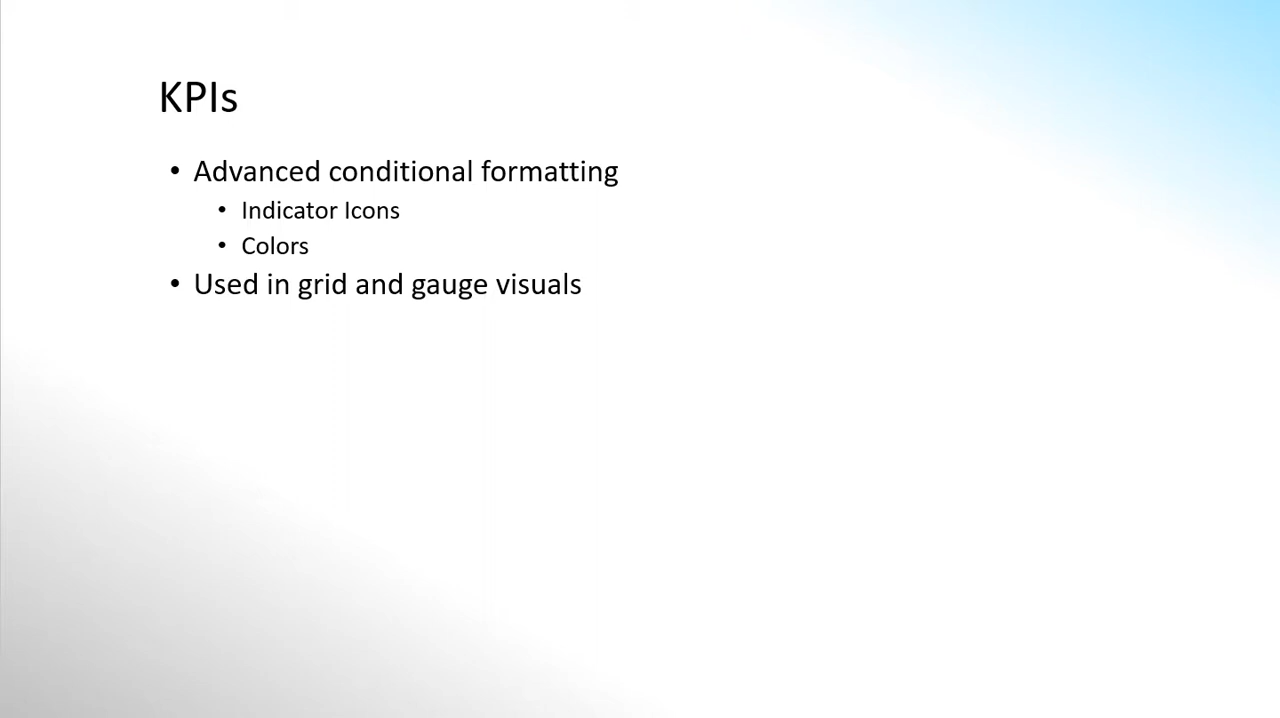 KPIs
• Advanced conditional formatting
• Indicator Icons
• Colors
• Used in grid and gauge visuals